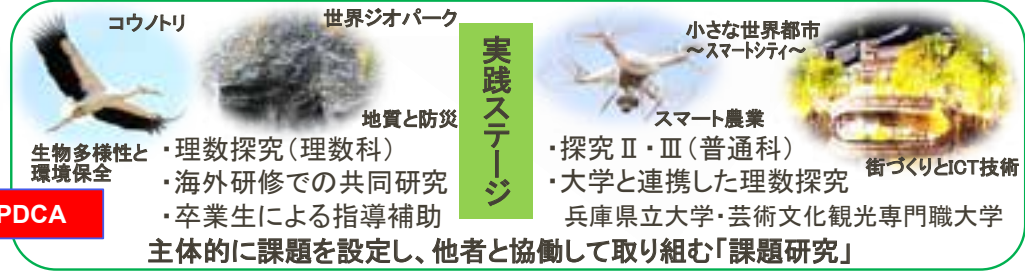 コウノトリ
世界ジオパーク
小さな世界都市
～スマートシティ～
実践ステージ
地質と防災
スマート農業
生物多様性と
環境保全
街づくりとICT技術
・理数探究（理数科）
・海外研修での共同研究
・卒業生による指導補助
・探究Ⅱ・Ⅲ（普通科）
・大学と連携した理数探究
兵庫県立大学・芸術文化観光専門職大学
PDCA
主体的に課題を設定し、他者と協働して取り組む「課題研究」